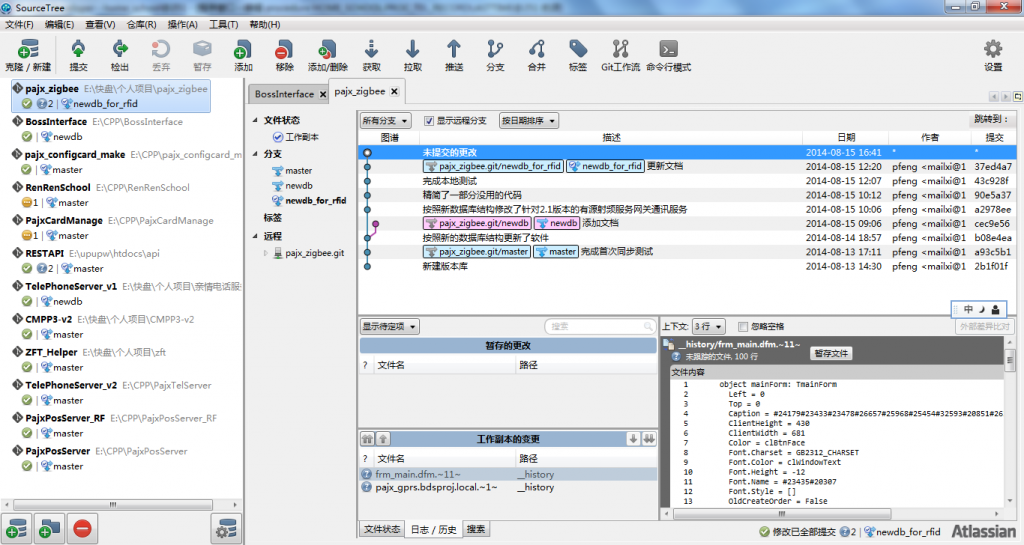 SourceTree
文件(F) 编辑(E) 查看(V) 仓库(R) 操作(A) 工具(T) 帮助(H)
克隆 / 新建 提交 检出 丢弃 暂存 添加 移除 添加/删除 获取 拉取 推送 分支 合并 标签 Git工作流 命令行模式 设置
pajx_zigbee E:\快盘\个人项目\pajx_zigbee
2 | newdb_for_rfid
BossInterface E:\CPP\BossInterface
newdb
pajx_configcard_make E:\CPP\pajx_configcard_m
master
RenRenSchool E:\CPP\RenRenSchool
1 | master
PajxCardManage E:\CPP\PajxCardManage
1 | master
RESTAPI E:\upupw\htdocs\api
2 | master
TelePhoneServer_v1 E:\快盘\个人项目\亲情电话服
newdb
CMPP3-v2 E:\快盘\个人项目\CMPP3-v2
master
ZFT_Helper E:\快盘\个人项目\zft
master
TelePhoneServer_v2 E:\CPP\PajxTelServer
master
PajxPosServer_RF E:\CPP\PajxPosServer_RF
master
PajxPosServer E:\CPP\PajxPosServer
master
BossInterface pajx_zigbee
文件状态
工作副本
分支
master
newdb
newdb_for_rfid
标签
远程
pajx_zigbee.git
所有分支 显示远程分支 按日期排序 跳转到：
图谱 描述 日期 作者 提交
未提交的更改 2014-08-15 16:41 * *
pajx_zigbee.git/newdb_for_rfid newdb_for_rfid 更新文档 2014-08-15 12:20 pfeng <mailxi@1 37ed4a7
完成本地测试 2014-08-15 12:07 pfeng <mailxi@1 43c928f
精简了一部分没用的代码 2014-08-15 10:12 pfeng <mailxi@1 90e5a37
按照新数据库结构修改了针对2.1版本的有源射频服务网关通讯服务 2014-08-15 10:06 pfeng <mailxi@1 a2978ee
pajx_zigbee.git/newdb newdb 添加文档 2014-08-15 09:06 pfeng <mailxi@1 cec9e56
按照新的数据库结构更新了软件 2014-08-14 18:57 pfeng <mailxi@1 b08e4ea
pajx_zigbee.git/master master 完成首次同步测试 2014-08-13 17:11 pfeng <mailxi@1 a93c5b1
新建版本库 2014-08-13 14:30 pfeng <mailxi@1 2b1f01f
中
显示待定项 搜索
暂存的更改
? 文件名 路径
工作副本的变更
? 文件名 路径
frm_main.dfm.~11~ __history
pajx_gprs.bdsproj.local.~1~ __history
文件状态 日志 / 历史 搜索
上下文: 3 行 忽略空格 外部差异比对
__history/frm_main.dfm.~11~
未跟踪的文件, 100 行 暂存文件
文件内容
1 object mainForm: TmainForm
2 Left = 0
3 Top = 0
4 Caption = #24179#23433#23478#26657#25968#25454#32593#20851#26
5 ClientHeight = 430
6 ClientWidth = 681
7 Color = clBtnFace
8 Font.Charset = GB2312_CHARSET
9 Font.Color = clWindowText
10 Font.Height = -12
11 Font.Name = #23435#20307
12 Font.Style = []
13 OldCreateOrder = False
修改已全部提交 2 | newdb_for_rfid Atlassian